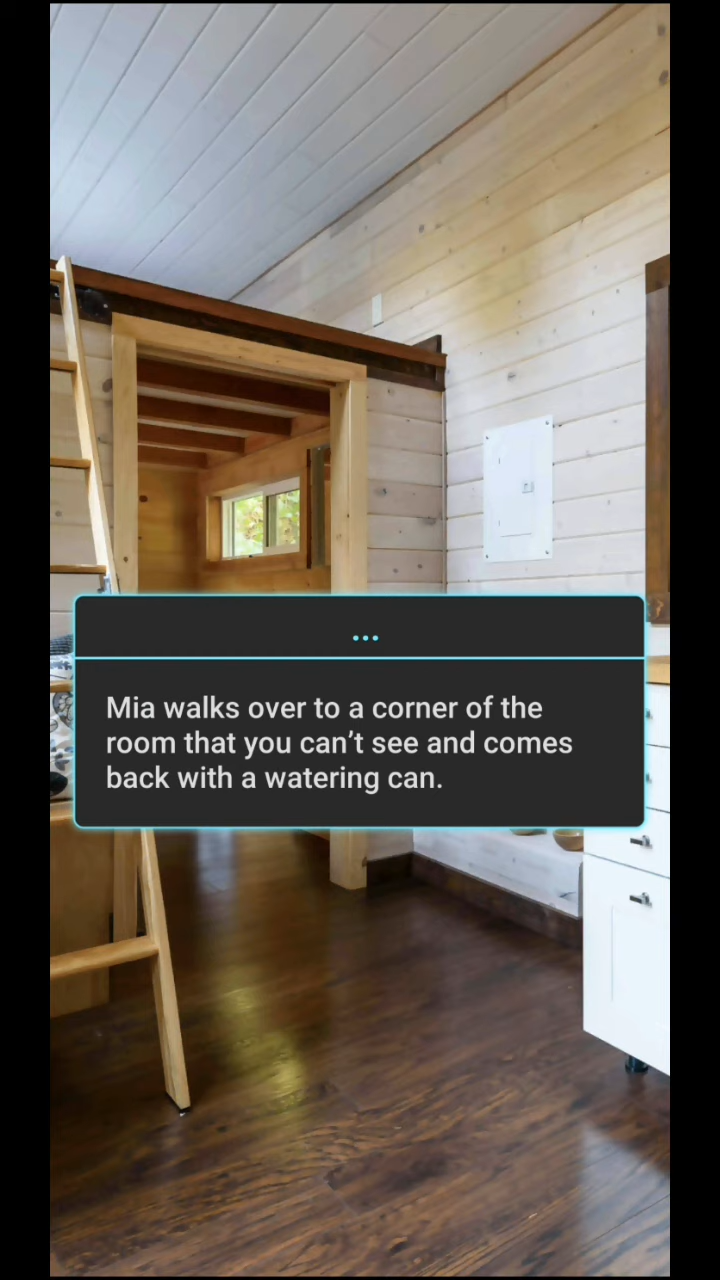 ...
Mia walks over to a corner of the
room that you can’t see and comes
back with a watering can.